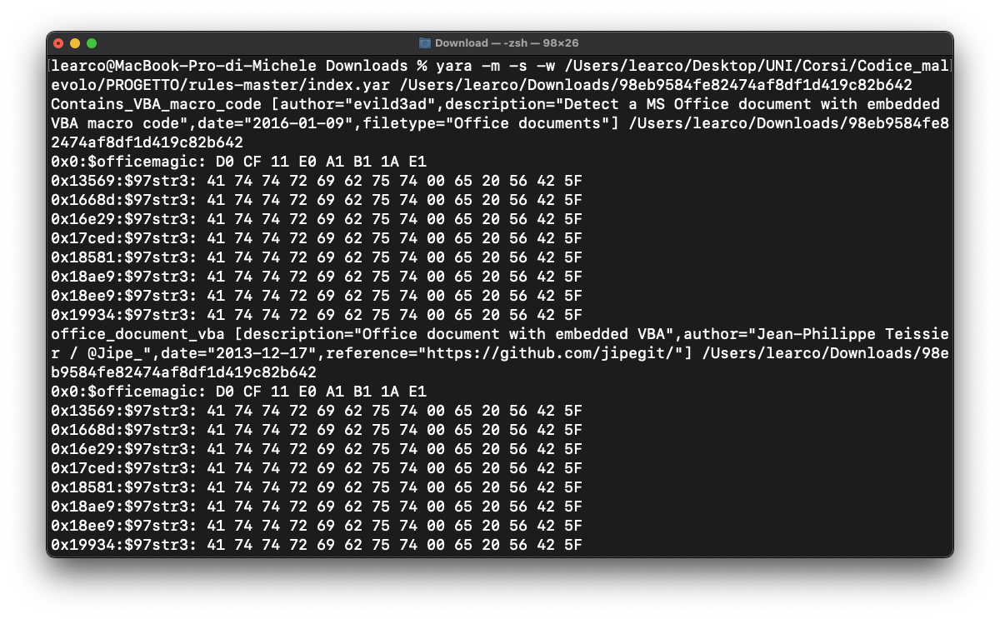 Download — -zsh — 98×26
learco@MacBook-Pro-di-Michele Downloads % yara -m -s -w /Users/learco/Desktop/UNI/Corsi/Codice_mal
evolo/PROGETTO/rules-master/index.yar /Users/learco/Downloads/98eb9584fe82474af8df1d419c82b642
Contains_VBA_macro_code [author="evild3ad",description="Detect a MS Office document with embedded
VBA macro code",date="2016-01-09",filetype="Office documents"] /Users/learco/Downloads/98eb9584fe8
2474af8df1d419c82b642
0x0:$officemagic: D0 CF 11 E0 A1 B1 1A E1
0x13569:$97str3: 41 74 74 72 69 62 75 74 00 65 20 56 42 5F
0x1668d:$97str3: 41 74 74 72 69 62 75 74 00 65 20 56 42 5F
0x16e29:$97str3: 41 74 74 72 69 62 75 74 00 65 20 56 42 5F
0x17ced:$97str3: 41 74 74 72 69 62 75 74 00 65 20 56 42 5F
0x18581:$97str3: 41 74 74 72 69 62 75 74 00 65 20 56 42 5F
0x18ae9:$97str3: 41 74 74 72 69 62 75 74 00 65 20 56 42 5F
0x18ee9:$97str3: 41 74 74 72 69 62 75 74 00 65 20 56 42 5F
0x19934:$97str3: 41 74 74 72 69 62 75 74 00 65 20 56 42 5F
office_document_vba [description="Office document with embedded VBA",author="Jean-Philippe Teissie
r / @Jipe_",date="2013-12-17",reference="https://github.com/jipegit/"] /Users/learco/Downloads/98e
b9584fe82474af8df1d419c82b642
0x0:$officemagic: D0 CF 11 E0 A1 B1 1A E1
0x13569:$97str3: 41 74 74 72 69 62 75 74 00 65 20 56 42 5F
0x1668d:$97str3: 41 74 74 72 69 62 75 74 00 65 20 56 42 5F
0x16e29:$97str3: 41 74 74 72 69 62 75 74 00 65 20 56 42 5F
0x17ced:$97str3: 41 74 74 72 69 62 75 74 00 65 20 56 42 5F
0x18581:$97str3: 41 74 74 72 69 62 75 74 00 65 20 56 42 5F
0x18ae9:$97str3: 41 74 74 72 69 62 75 74 00 65 20 56 42 5F
0x18ee9:$97str3: 41 74 74 72 69 62 75 74 00 65 20 56 42 5F
0x19934:$97str3: 41 74 74 72 69 62 75 74 00 65 20 56 42 5F